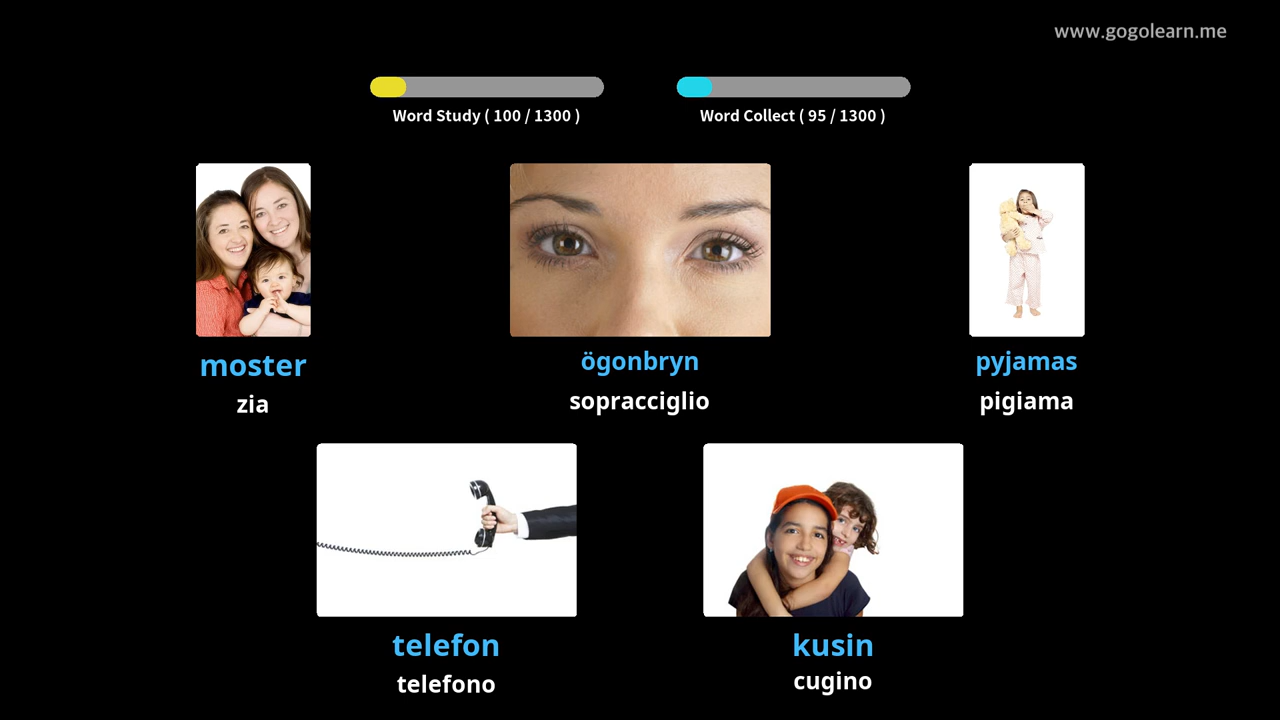 www.gogolearn.me
Word Study ( 100 / 1300 )
Word Collect ( 95 / 1300 )
moster
zia
ögonbryn
sopracciglio
pyjamas
pigiama
telefon
telefono
kusin
cugino